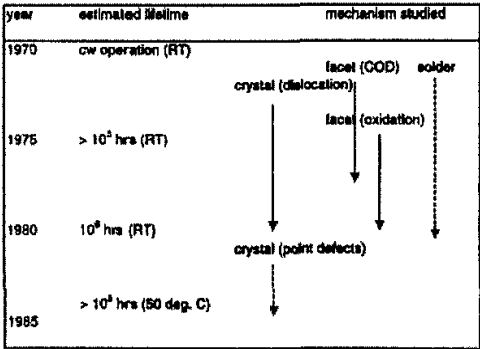 year estimated lifetime mechanism studied
1970 cw operation (RT)
facet (COD) solder
crystal (dislocation)
facet (oxidation)
1975 > 10⁵ hrs (RT)
1980 10⁶ hrs (RT)
crystal (point defects)
> 10⁵ hrs (50 deg. C)
1985